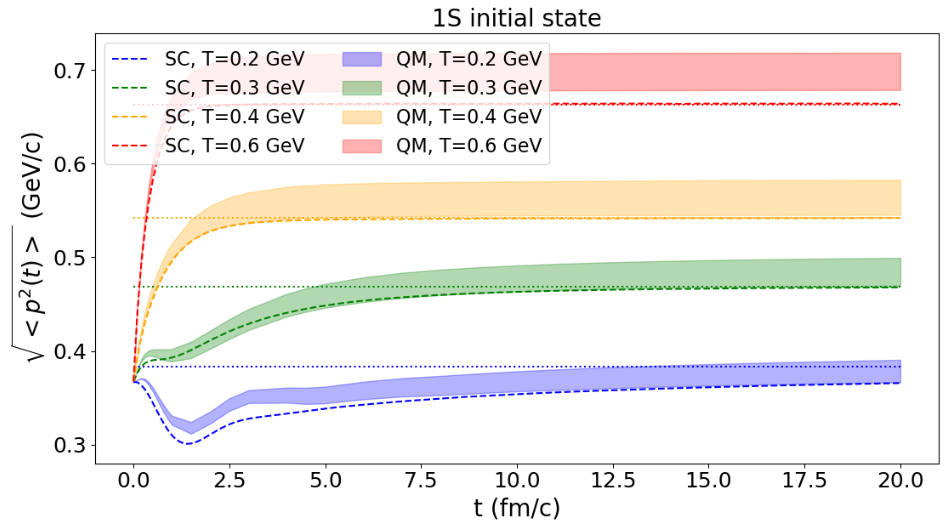 1S initial state
SC, T=0.2 GeV
SC, T=0.3 GeV
SC, T=0.4 GeV
SC, T=0.6 GeV
QM, T=0.2 GeV
QM, T=0.3 GeV
QM, T=0.4 GeV
QM, T=0.6 GeV
√<p²(t)> (GeV/c)
0.7
0.6
0.5
0.4
0.3
0.0 2.5 5.0 7.5 10.0 12.5 15.0 17.5 20.0
t (fm/c)